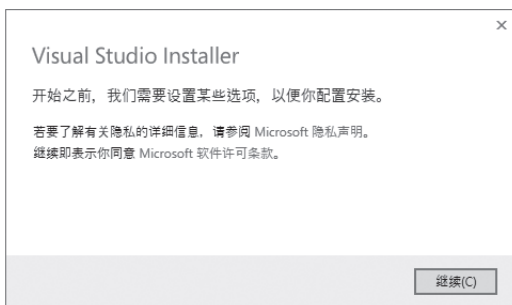 Visual Studio Installer
开始之前，我们需要设置某些选项，以便你配置安装。
若要了解有关隐私的详细信息，请参阅 Microsoft 隐私声明。
继续即表示你同意 Microsoft 软件许可条款。
继续(C)